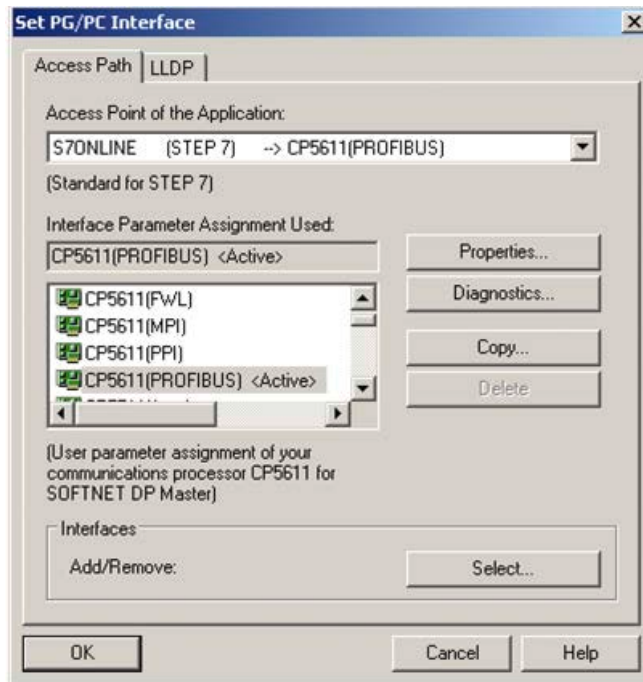 Set PG/PC Interface
Access Path
LLDP
Access Point of the Application:
S7ONLINE (STEP 7) --> CP5611(PROFIBUS)
(Standard for STEP 7)
Interface Parameter Assignment Used:
CP5611(PROFIBUS) <Active>
Properties...
CP5611(FWL)
CP5611(MPI)
CP5611(PPI)
CP5611(PROFIBUS) <Active>
Diagnostics...
Copy...
Delete
(User parameter assignment of your
communications processor CP5611 for
SOFTNET DP Master)
Interfaces
Add/Remove:
Select...
OK
Cancel
Help